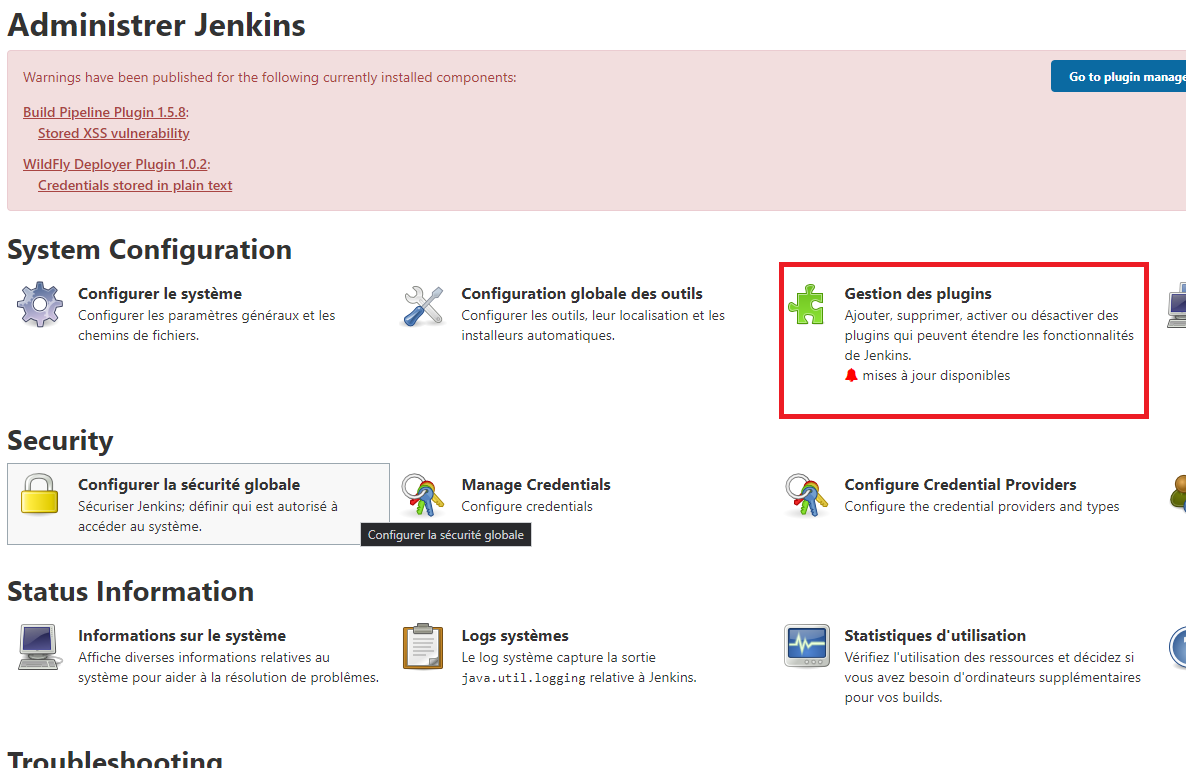 Administrer Jenkins
Warnings have been published for the following currently installed components:
Go to plugin manage
Build Pipeline Plugin 1.5.8:
Stored XSS vulnerability
WildFly Deployer Plugin 1.0.2:
Credentials stored in plain text
System Configuration
Configurer le système
Configurer les paramètres généraux et les
chemins de fichiers.
Configuration globale des outils
Configurer les outils, leur localisation et les
installeurs automatiques.
Gestion des plugins
Ajouter, supprimer, activer ou désactiver des
plugins qui peuvent étendre les fonctionnalités
de Jenkins.
mises à jour disponibles
Security
Configurer la sécurité globale
Sécuriser Jenkins; définir qui est autorisé à
accéder au système.
Configurer la sécurité globale
Manage Credentials
Configure credentials
Configure Credential Providers
Configure the credential providers and types
Status Information
Informations sur le système
Affiche diverses informations relatives au
système pour aider à la résolution de problêmes.
Logs systèmes
Le log système capture la sortie
java.util.logging relative à Jenkins.
Statistiques d'utilisation
Vérifiez l'utilisation des ressources et décidez si
vous avez besoin d'ordinateurs supplémentaires
pour vos builds.
Troubleshooting